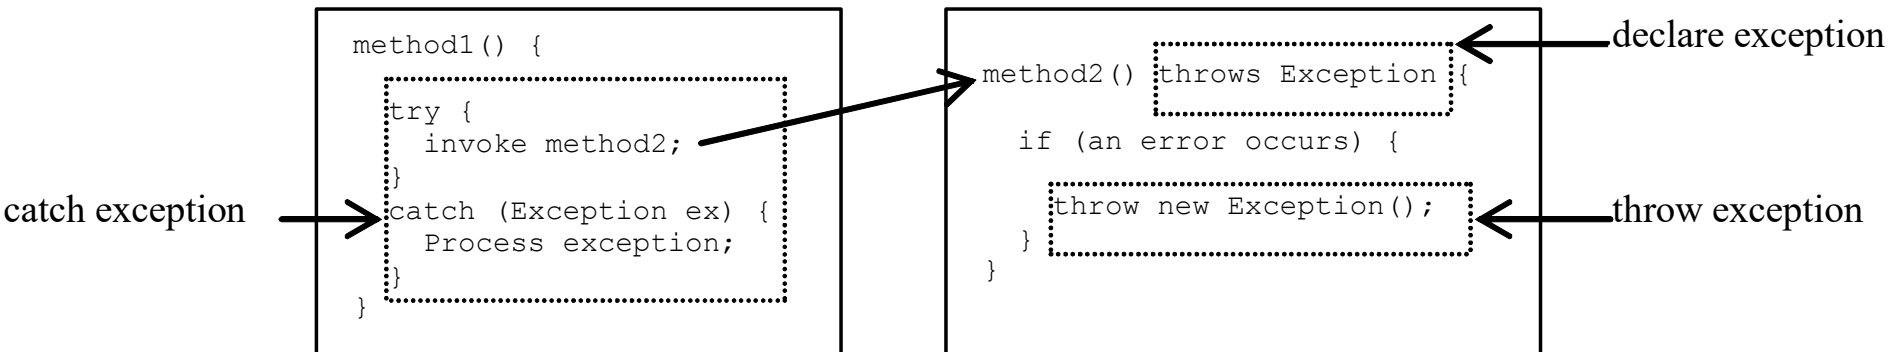 method1() {
try {
invoke method2;
}
catch (Exception ex) {
Process exception;
}
}
catch exception
method2() throws Exception {
if (an error occurs) {
throw new Exception();
}
}
declare exception
throw exception